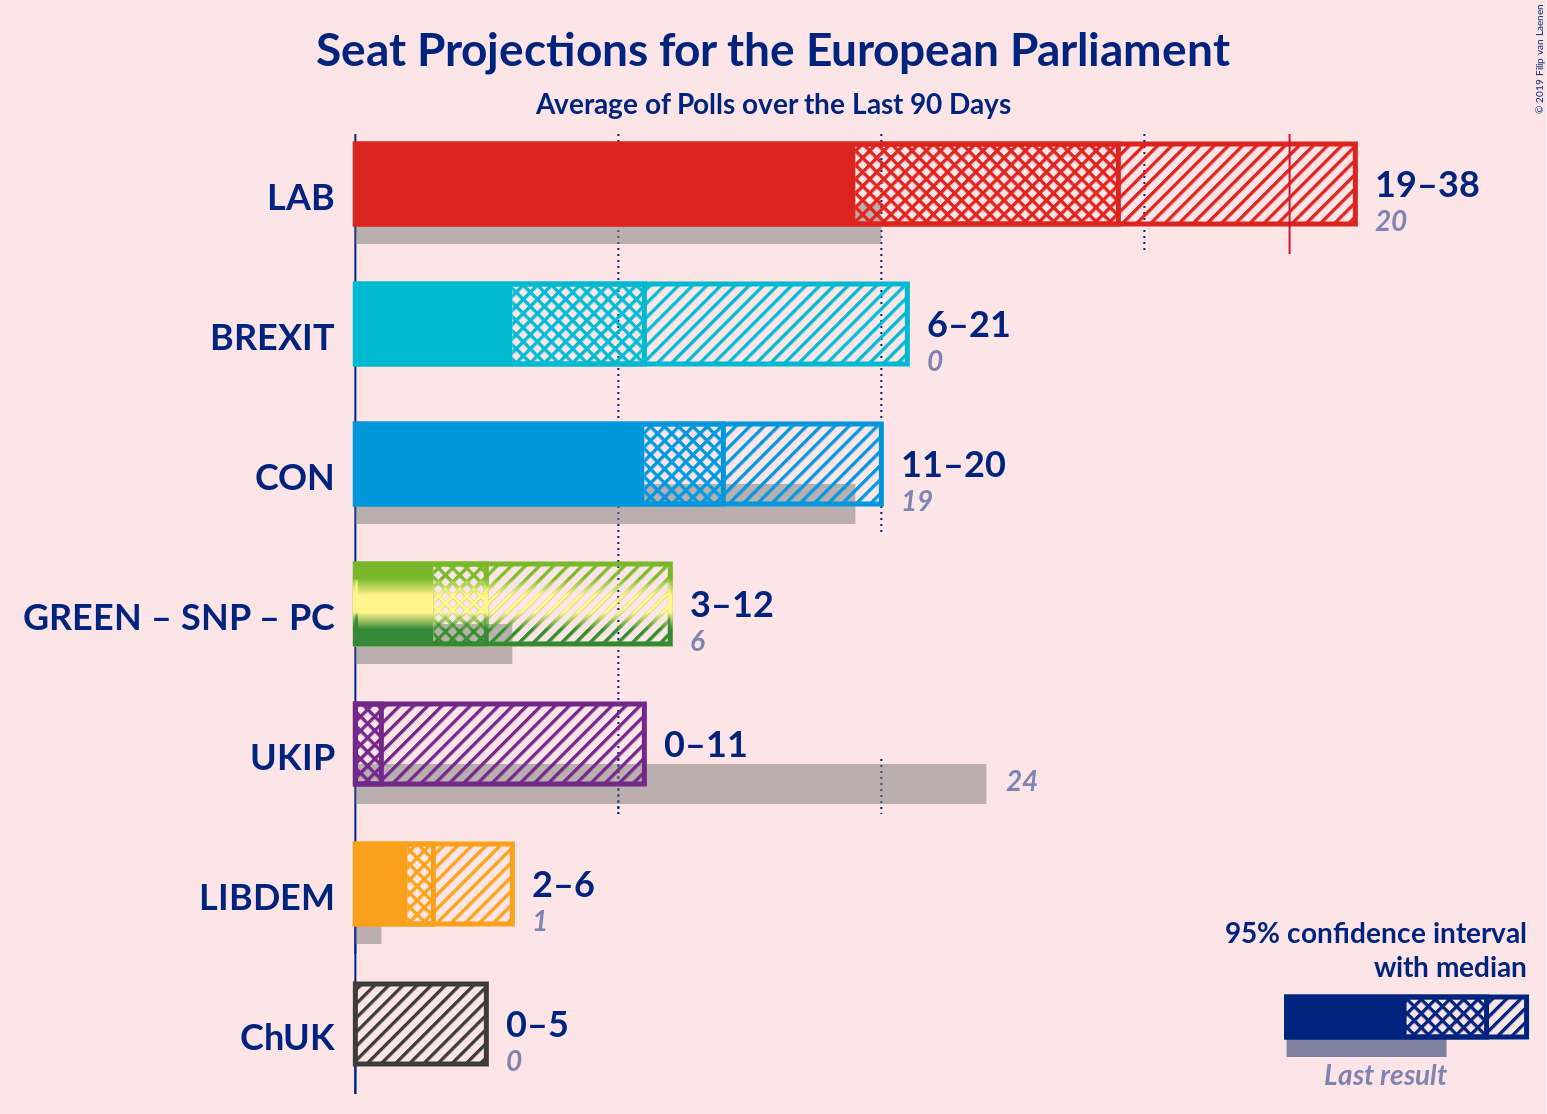 Seat Projections for the European Parliament
Average of Polls over the Last 90 Days
© 2019 Filip van Laenen
LAB
19–38
20
BREXIT
6–21
0
CON
11–20
19
GREEN – SNP – PC
3–12
6
UKIP
0–11
24
LIBDEM
2–6
1
ChUK
0–5
0
95% confidence interval
with median
Last result